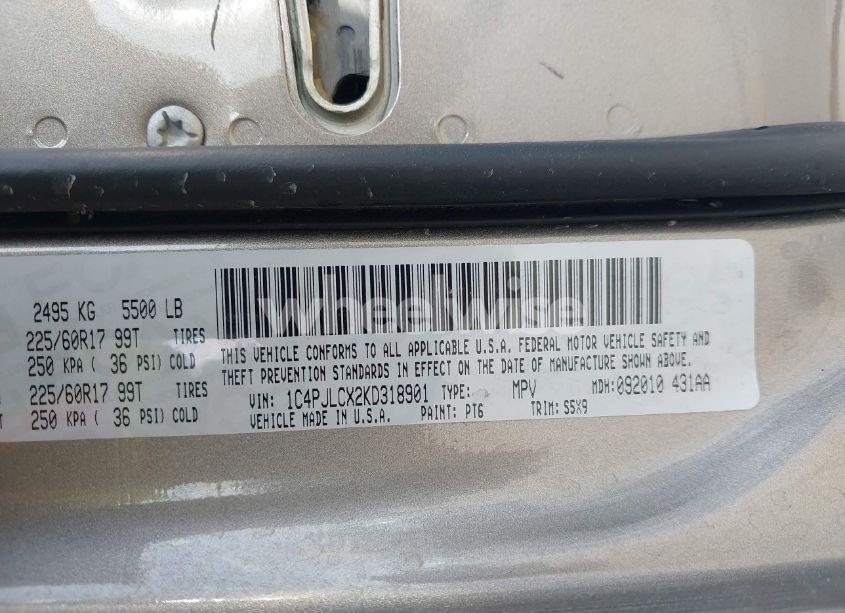 2495 KG 5500 LB
225/60R17 99T TIRES
250 KPA ( 36 PSI) COLD
225/60R17 99T TIRES
250 KPA ( 36 PSI) COLD
wheelwise
THIS VEHICLE CONFORMS TO ALL APPLICABLE U.S.A. FEDERAL MOTOR VEHICLE SAFETY AND
THEFT PREVENTION STANDARDS IN EFFECT ON THE DATE OF MANUFACTURE SHOWN ABOVE.
VIN: 1C4PJLCX2KD318901 TYPE: MPV MDH: 092010 431AA
VEHICLE MADE IN U.S.A. PAINT: PT6 TRIM: S5X9